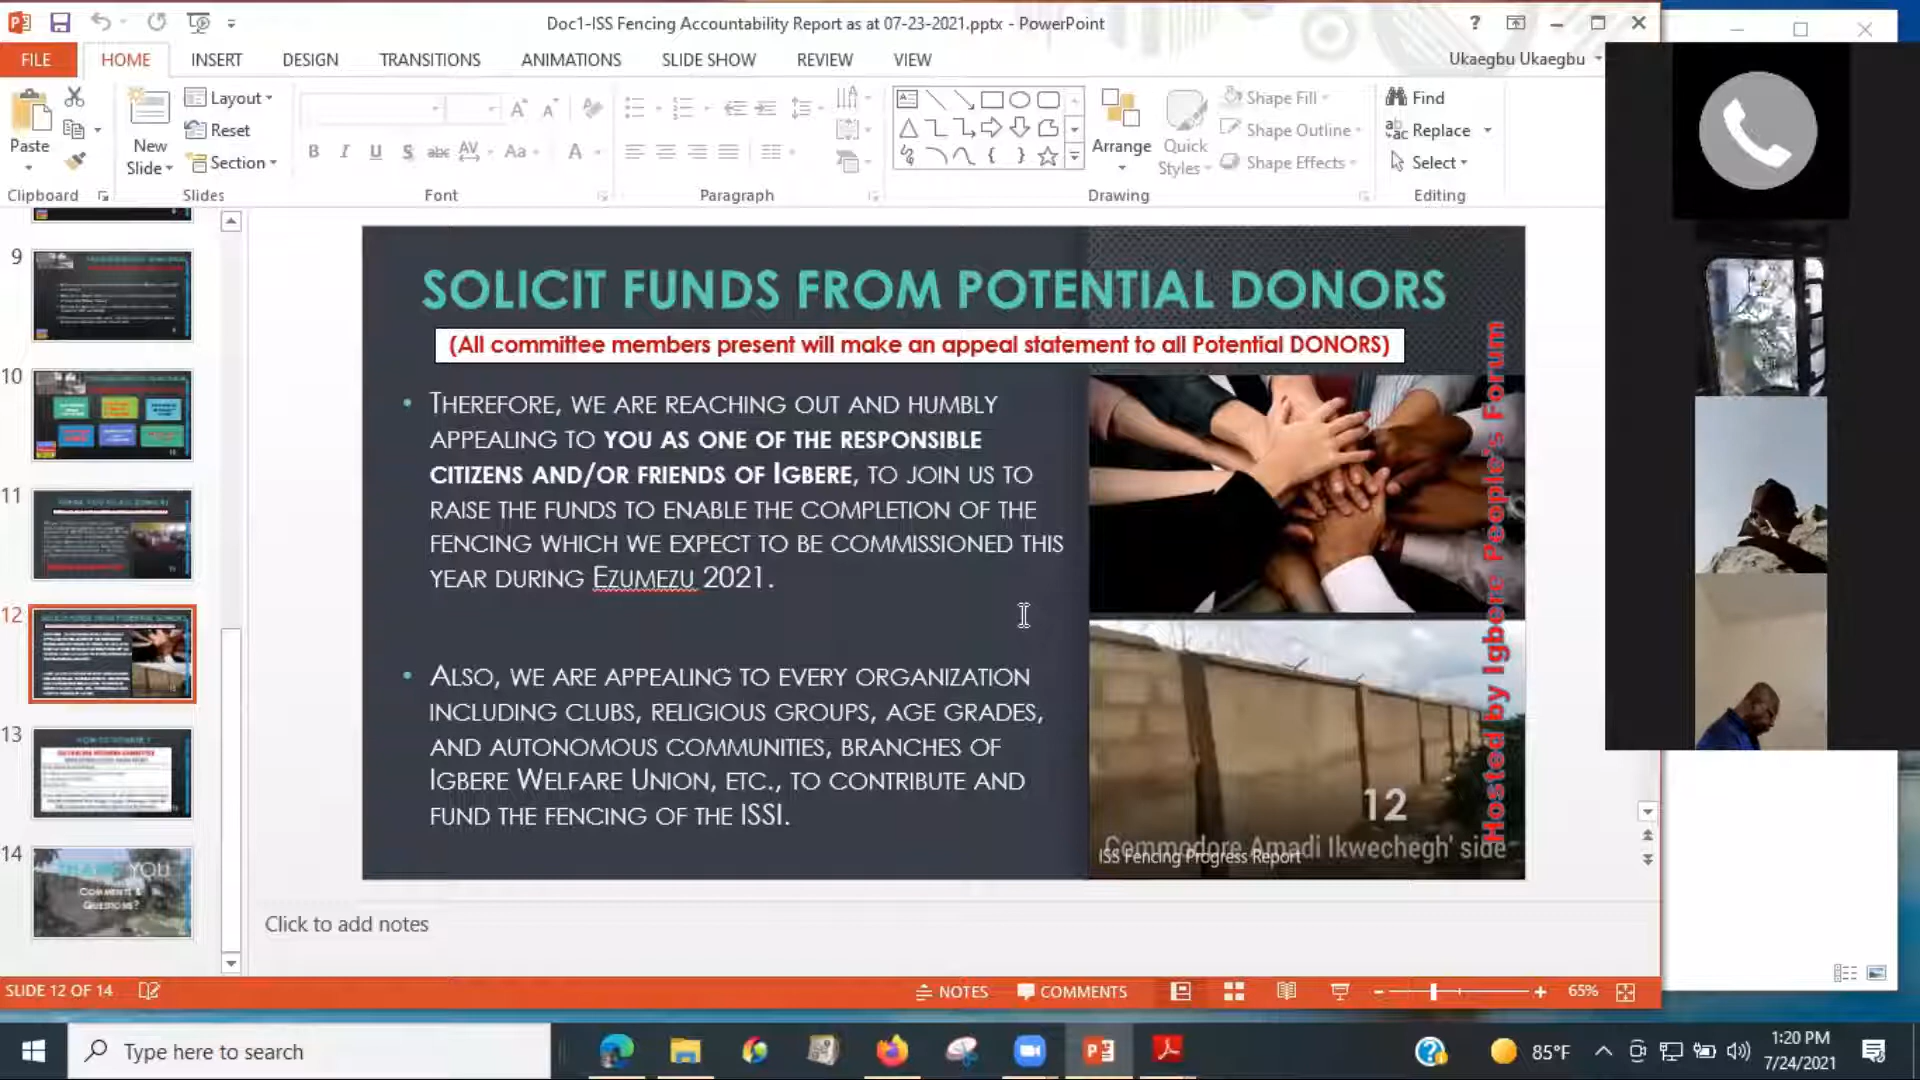 Doc1-ISS Fencing Accountability Report as at 07-23-2021.pptx - PowerPoint
FILE HOME INSERT DESIGN TRANSITIONS ANIMATIONS SLIDE SHOW REVIEW VIEW
Ukaegbu Ukaegbu
Paste
New Slide
Layout
Reset
Section
Shape Fill
Shape Outline
Shape Effects
Arrange
Quick Styles
Find
Replace
Select
Clipboard Slides Font Paragraph Drawing Editing
9
10
11
12
13
14
THANK YOU
COMMENTS &
QUESTIONS?
SOLICIT FUNDS FROM POTENTIAL DONORS
(All committee members present will make an appeal statement to all Potential DONORS)
• THEREFORE, WE ARE REACHING OUT AND HUMBLY
APPEALING TO YOU AS ONE OF THE RESPONSIBLE
CITIZENS AND/OR FRIENDS OF IGBERE, TO JOIN US TO
RAISE THE FUNDS TO ENABLE THE COMPLETION OF THE
FENCING WHICH WE EXPECT TO BE COMMISSIONED THIS
YEAR DURING EZUMEZU 2021.
• ALSO, WE ARE APPEALING TO EVERY ORGANIZATION
INCLUDING CLUBS, RELIGIOUS GROUPS, AGE GRADES,
AND AUTONOMOUS COMMUNITIES, BRANCHES OF
IGBERE WELFARE UNION, ETC., TO CONTRIBUTE AND
FUND THE FENCING OF THE ISSI.
Hosted by Igbere People's Forum
12
Commodore Amadi Ikwechegh' side
ISS Fencing Progress Report
Click to add notes
SLIDE 12 OF 14
NOTES
COMMENTS
65%
Type here to search
85°F
1:20 PM
7/24/2021